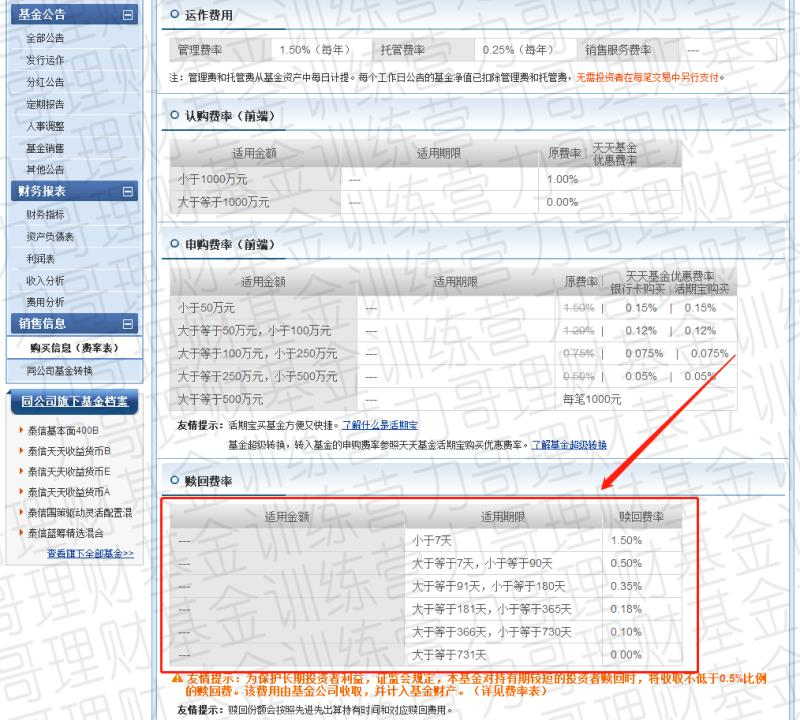 基金公告
全部公告
发行运作
分红公告
定期报告
人事调整
基金销售
其他公告
财务报表
财务指标
资产负债表
利润表
收入分析
费用分析
销售信息
购买信息（费率表）
同公司基金转换
同公司旗下基金档案
泰信基本面400B
泰信天天收益货币B
泰信天天收益货币E
泰信天天收益货币A
泰信国策驱动灵活配置混
泰信蓝筹精选混合
查看旗下全部基金>>
运作费用
管理费率 1.50%（每年） 托管费率 0.25%（每年） 销售服务费率 ---
注：管理费和托管费从基金资产中每日计提。每个工作日公告的基金净值已扣除管理费和托管费，无需投资者在每笔交易中另行支付。
认购费率（前端）
适用金额 适用期限 原费率 天天基金优惠费率
小于1000万元 --- 1.00%
大于等于1000万元 --- 0.00%
申购费率（前端）
适用金额 适用期限 原费率 | 天天基金优惠费率
银行卡购买 | 活期宝购买
小于50万元 --- 1.50% | 0.15% | 0.15%
大于等于50万元，小于100万元 --- 1.20% | 0.12% | 0.12%
大于等于100万元，小于250万元 --- 0.75% | 0.075% | 0.075%
大于等于250万元，小于500万元 --- 0.50% | 0.05% | 0.05%
大于等于500万元 --- 每笔1000元
友情提示：活期宝买基金方便又快捷。了解什么是活期宝
基金超级转换，转入基金的申购费率参照天天基金活期宝购买优惠费率。了解基金超级转换
赎回费率
适用金额 适用期限 赎回费率
--- 小于7天 1.50%
--- 大于等于7天，小于等于90天 0.50%
--- 大于等于91天，小于等于180天 0.35%
--- 大于等于181天，小于等于365天 0.18%
--- 大于等于366天，小于等于730天 0.10%
--- 大于等于731天 0.00%
友情提示：为保护长期投资者利益，证监会规定，本基金对持有期较短的投资者赎回时，将收取不低于0.5%比例
的赎回费。该费用由基金公司收取，并计入基金财产。（详见费率表）
友情提示：赎回份额会按照先进先出算持有时间和对应赎回费用。